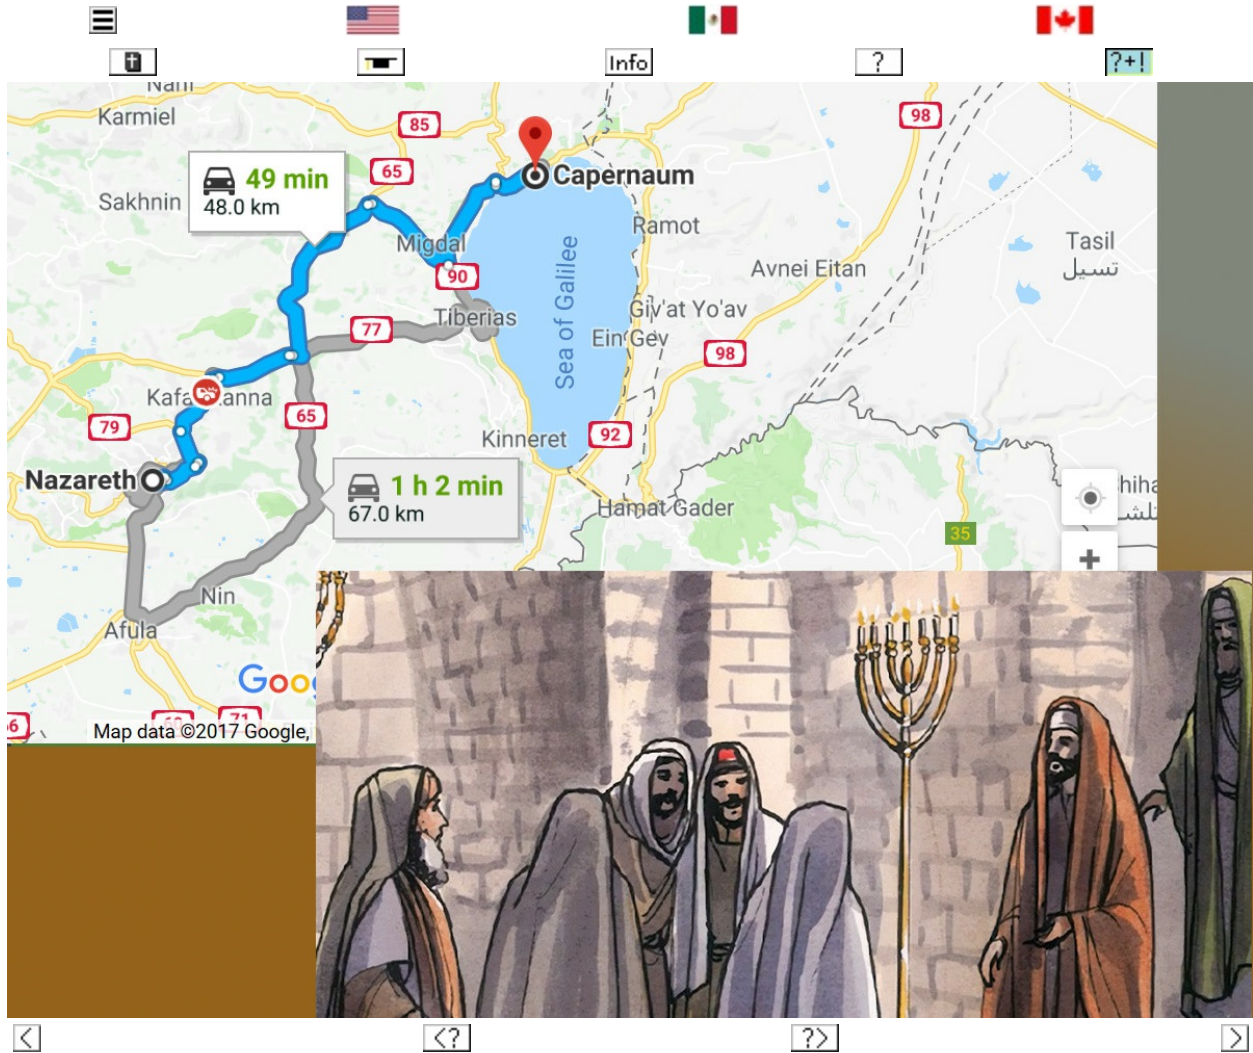 Info
?
?+!
Nahf
Karmiel
85
98
65
49 min
48.0 km
Capernaum
Sakhnin
Ramot
Migdal
Tasil
تسيل
Avnei Eitan
90
Sea of Galilee
Giv'at Yo'av
Tiberias
77
Ein Gev
98
65
79
Kinneret
92
Nazareth
1 h 2 min
67.0 km
Hamat Gader
35
+
Nin
Afula
71
Map data ©2017 Google,
<
<?
?>
>